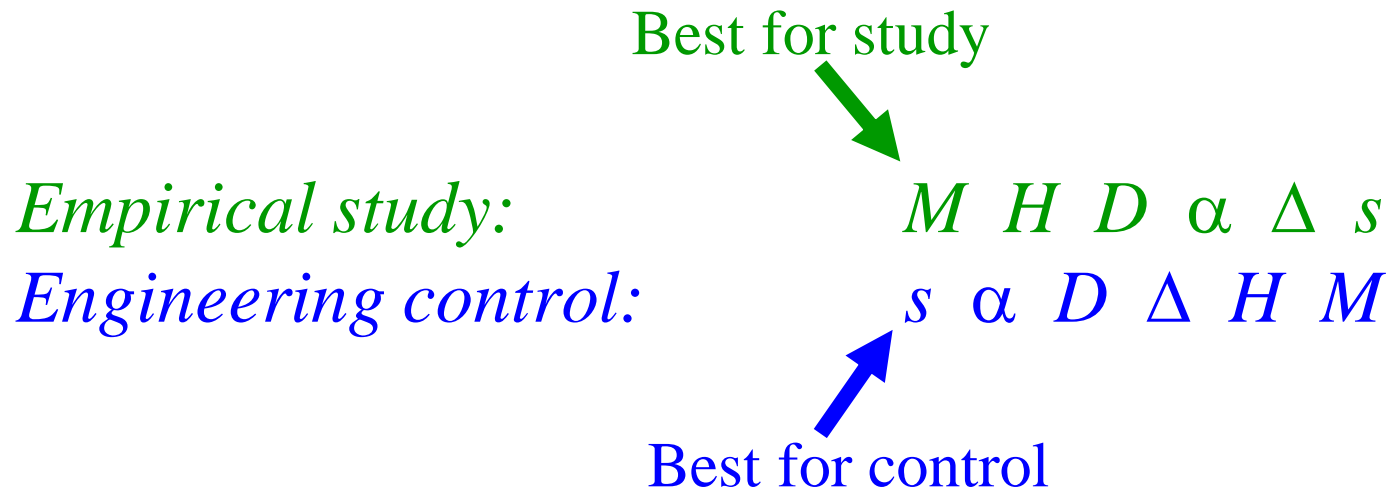 Best for study
Empirical study: M H D α Δ s
Engineering control: s α D Δ H M
Best for control